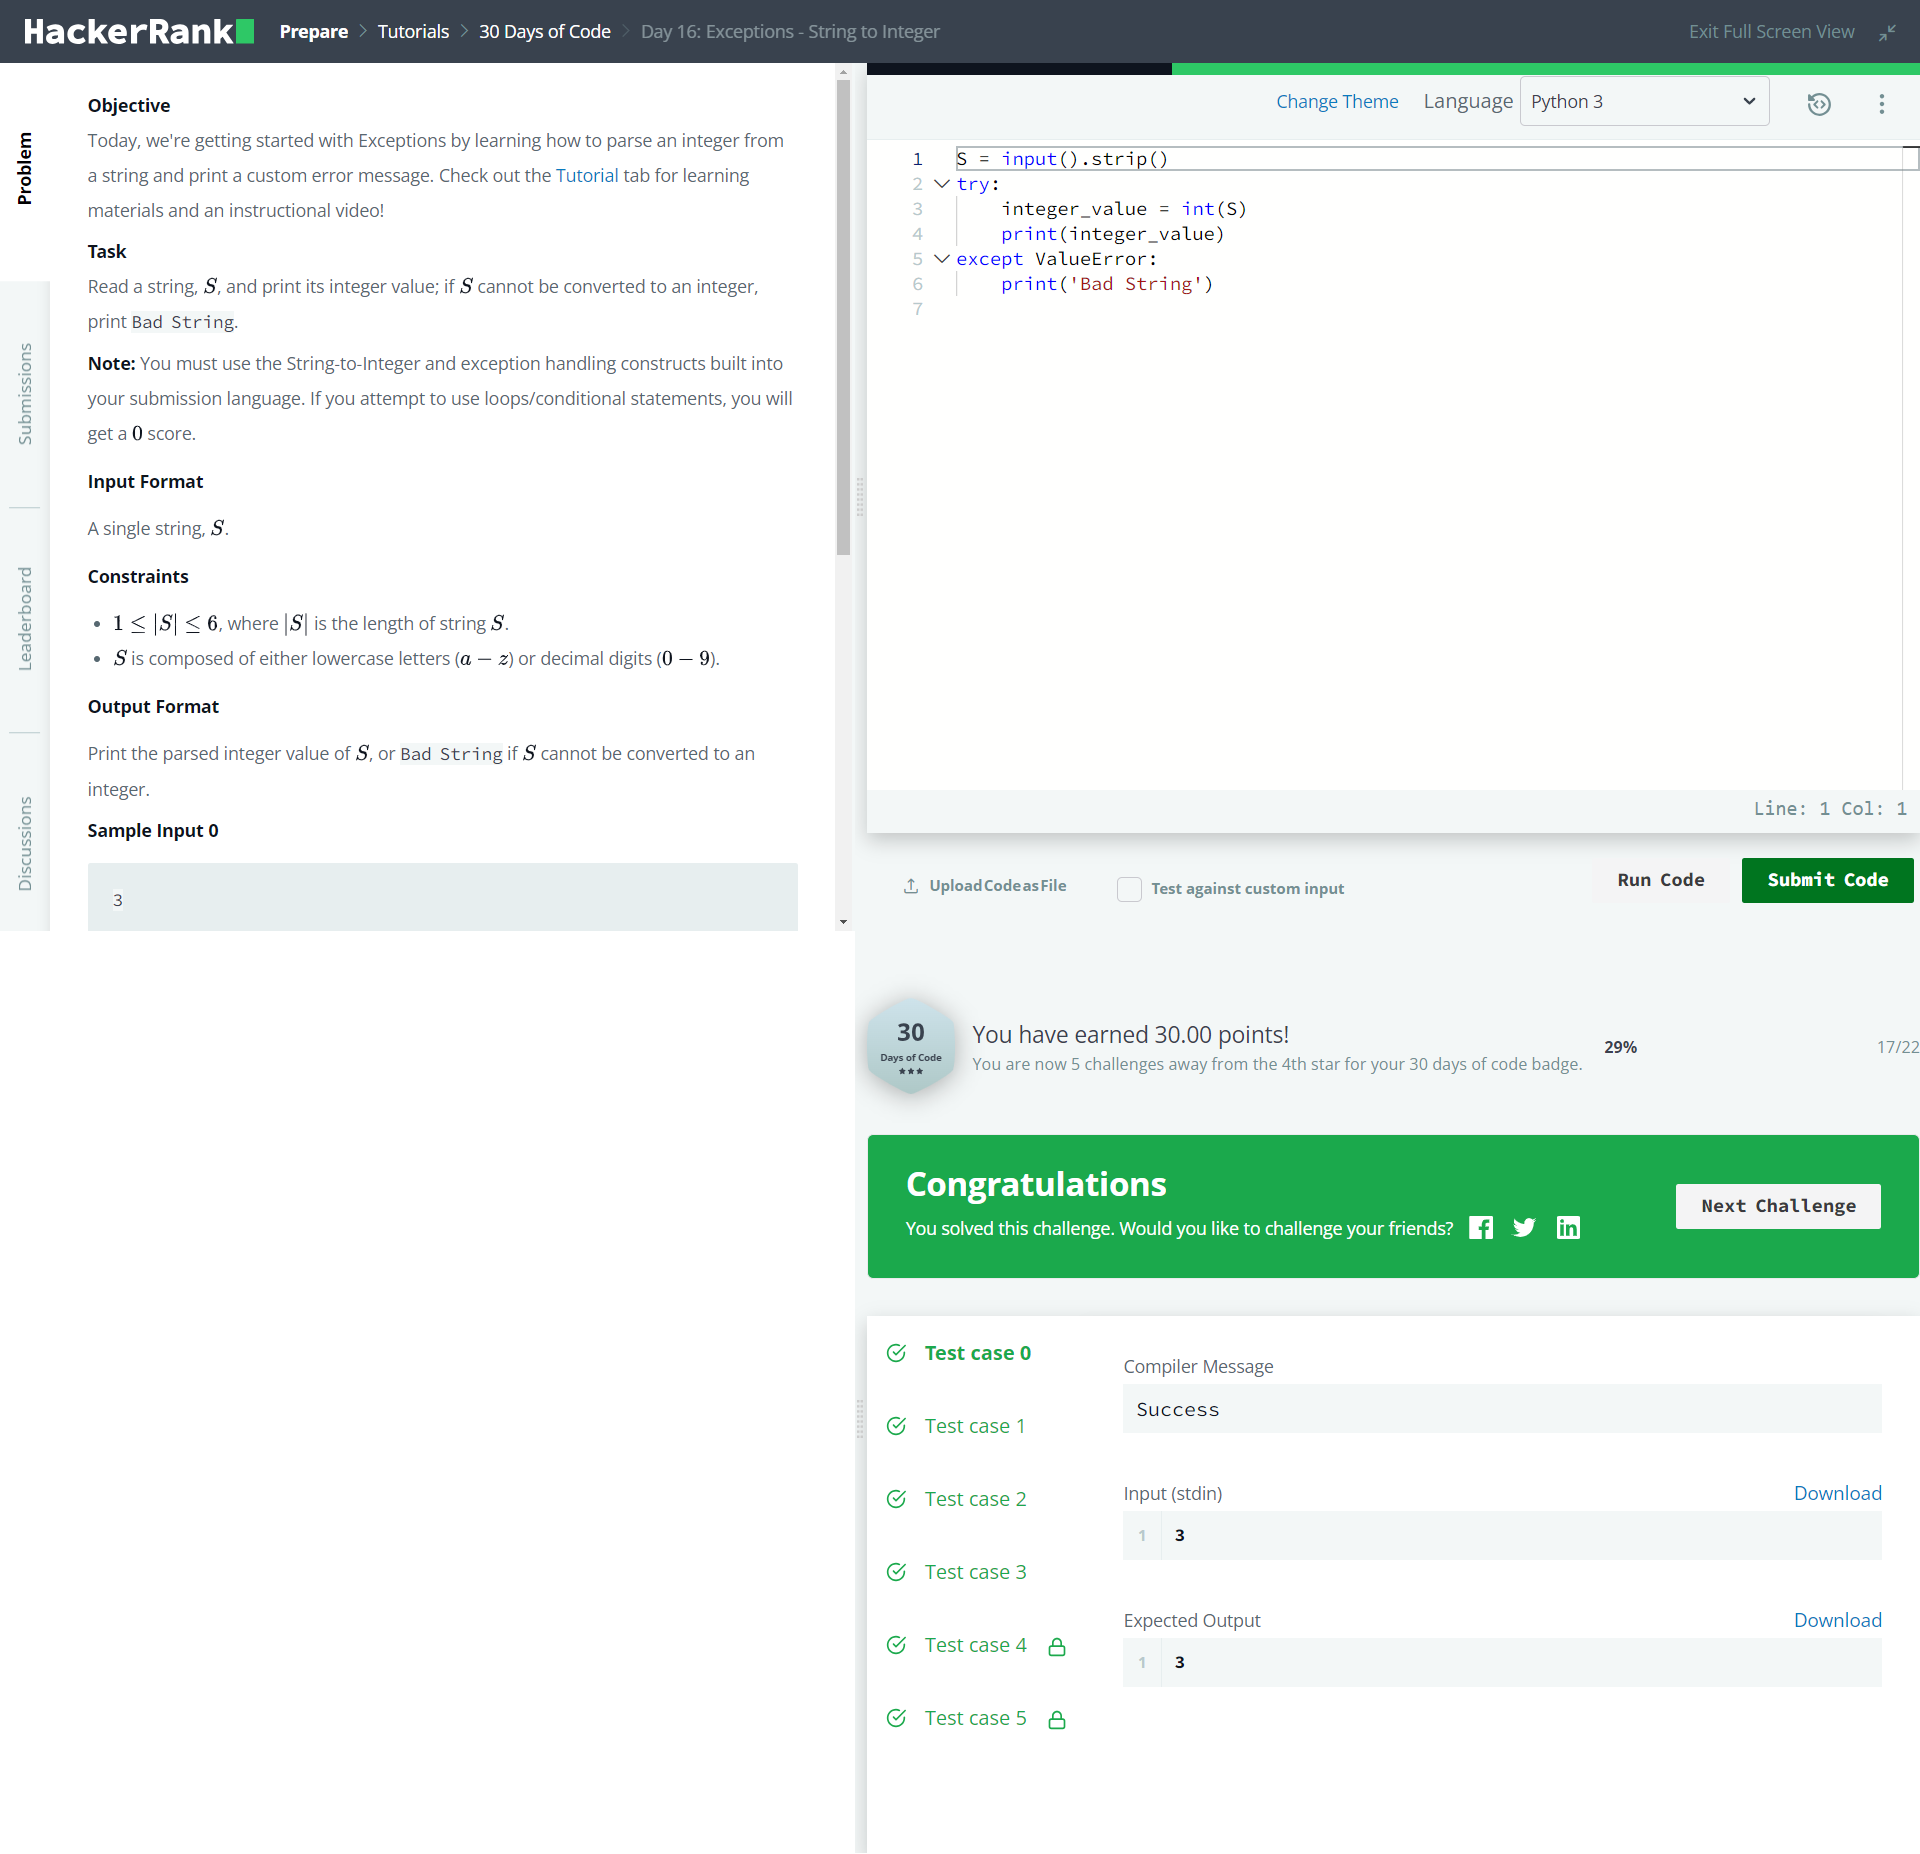 HackerRank
Prepare > Tutorials > 30 Days of Code > Day 16: Exceptions - String to Integer
Exit Full Screen View
Problem
Submissions
Leaderboard
Discussions
Objective
Today, we're getting started with Exceptions by learning how to parse an integer from
a string and print a custom error message. Check out the Tutorial tab for learning
materials and an instructional video!
Task
Read a string, S, and print its integer value; if S cannot be converted to an integer,
print Bad String.
Note: You must use the String-to-Integer and exception handling constructs built into
your submission language. If you attempt to use loops/conditional statements, you will
get a 0 score.
Input Format
A single string, S.
Constraints
• 1 ≤ |S| ≤ 6, where |S| is the length of string S.
• S is composed of either lowercase letters (a − z) or decimal digits (0 − 9).
Output Format
Print the parsed integer value of S, or Bad String if S cannot be converted to an
integer.
Sample Input 0
3
Change Theme
Language
Python 3
1 S = input().strip()
2 try:
3     integer_value = int(S)
4     print(integer_value)
5 except ValueError:
6     print('Bad String')
7
Line: 1 Col: 1
Upload Code as File
Test against custom input
Run Code
Submit Code
30
Days of Code
You have earned 30.00 points!
You are now 5 challenges away from the 4th star for your 30 days of code badge.
29%
17/22
Congratulations
You solved this challenge. Would you like to challenge your friends?
Next Challenge
Test case 0
Test case 1
Test case 2
Test case 3
Test case 4
Test case 5
Compiler Message
Success
Input (stdin)
Download
1 3
Expected Output
Download
1 3